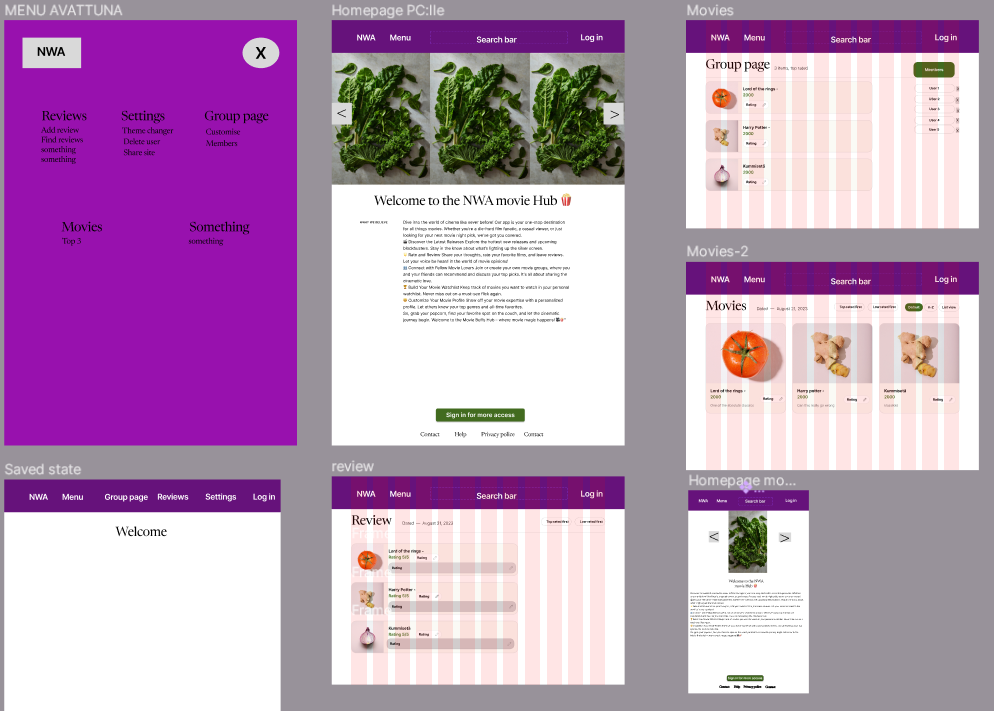 MENU AVATTUNA
NWA
X
Reviews
Add review
Find reviews
something
something
Settings
Theme changer
Delete user
Share site
Group page
Customise
Members
Movies
Top 5
Something
something
Homepage PC:lle
NWA Menu Search bar Log in
<
>
Welcome to the NWA movie Hub 🍿
WHAT WE BELIEVE
Dive into the world of cinema like never before! Our app is your one-stop destination
for all things movies. Whether you're a die-hard film fanatic, a casual viewer, or just
looking for your next movie night pick, we've got you covered.
Discover the Latest Releases Explore the hottest new releases and upcoming
blockbusters. Stay in the know about what's lighting up the silver screen.
Rate and Review Share your thoughts, rate your favorite films, and leave reviews.
Let your voice be heard in the world of movie opinions!
Connect with Fellow Movie Lovers Join or create your own movie groups, where you
and your friends can recommend and discuss your top picks. It's all about sharing the
cinematic love.
Build Your Movie Watchlist Keep track of movies you want to watch in your personal
watchlist. Never miss out on a must-see flick again.
Customize Your Movie Profile Show off your movie expertise with a personalized
profile. Let others know your top genres and all-time favorites.
So, grab your popcorn, find your favorite spot on the couch, and let the cinematic
journey begin. Welcome to the Movie Buffs Hub - where movie magic happens!
Sign in for more access
Contact Help Privacy police Contact
Movies
NWA Menu Search bar Log in
Group page 3 items, top rated
Members
Lord of the rings -
2000
Rating
Harry Potter -
2000
Rating
Kummisetä
2000
Rating
User 1
User 2
User 3
User 4
User 5
Movies-2
NWA Menu Search bar Log in
Movies Dated — August 21, 2023
Top rated first Low rated first A-Z List view
Lord of the rings -
2000
Rating
Harry potter -
2000
Rating
Kummisetä
2000
Rating
Saved state
NWA Menu Group page Reviews Settings Log in
Welcome
review
NWA Menu Search bar Log in
Review Dated — August 31, 2023
Top rated first Low rated first
Lord of the rings -
Rating 5/5 Rating
Rating
Harry Potter -
Rating 5/5 Rating
Rating
Kummisetä
Rating 5/5 Rating
Rating
Homepage mo...
NWA Menu Search bar Log in
<
>
Welcome to the NWA
movie Hub 🍿
Sign in for more access
Contact Help Privacy police Contact